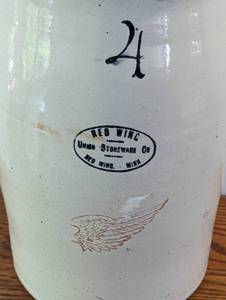 4
RED WING
UNION STONEWARE CO
RED WING, MINN